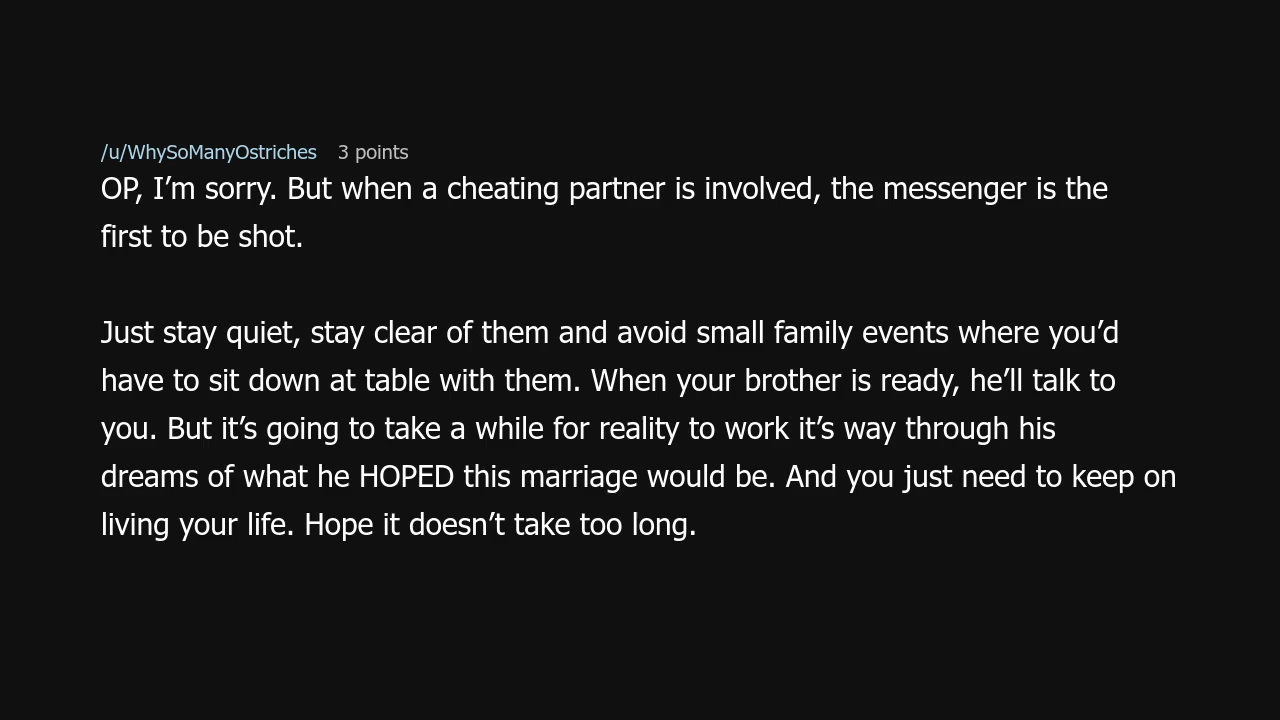 /u/WhySoManyOstriches 3 points
OP, I’m sorry. But when a cheating partner is involved, the messenger is the
first to be shot.
Just stay quiet, stay clear of them and avoid small family events where you’d
have to sit down at table with them. When your brother is ready, he’ll talk to
you. But it’s going to take a while for reality to work it’s way through his
dreams of what he HOPED this marriage would be. And you just need to keep on
living your life. Hope it doesn’t take too long.